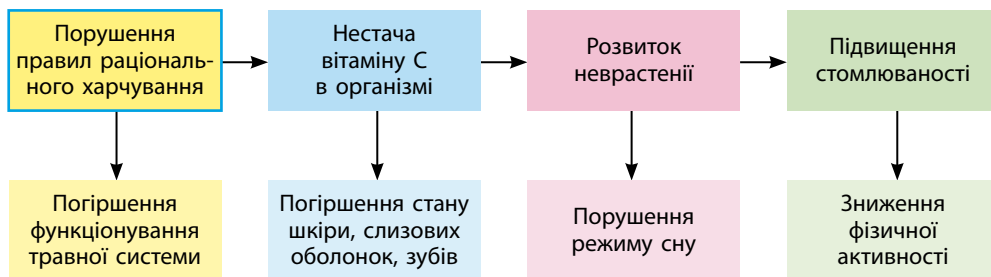 Порушення
правил раціональ-
ного харчування
Нестача
вітаміну С
в організмі
Розвиток
неврастенії
Підвищення
стомлюваності
Погіршення
функціонування
травної системи
Погіршення стану
шкіри, слизових
оболонок, зубів
Порушення
режиму сну
Зниження
фізичної
активності